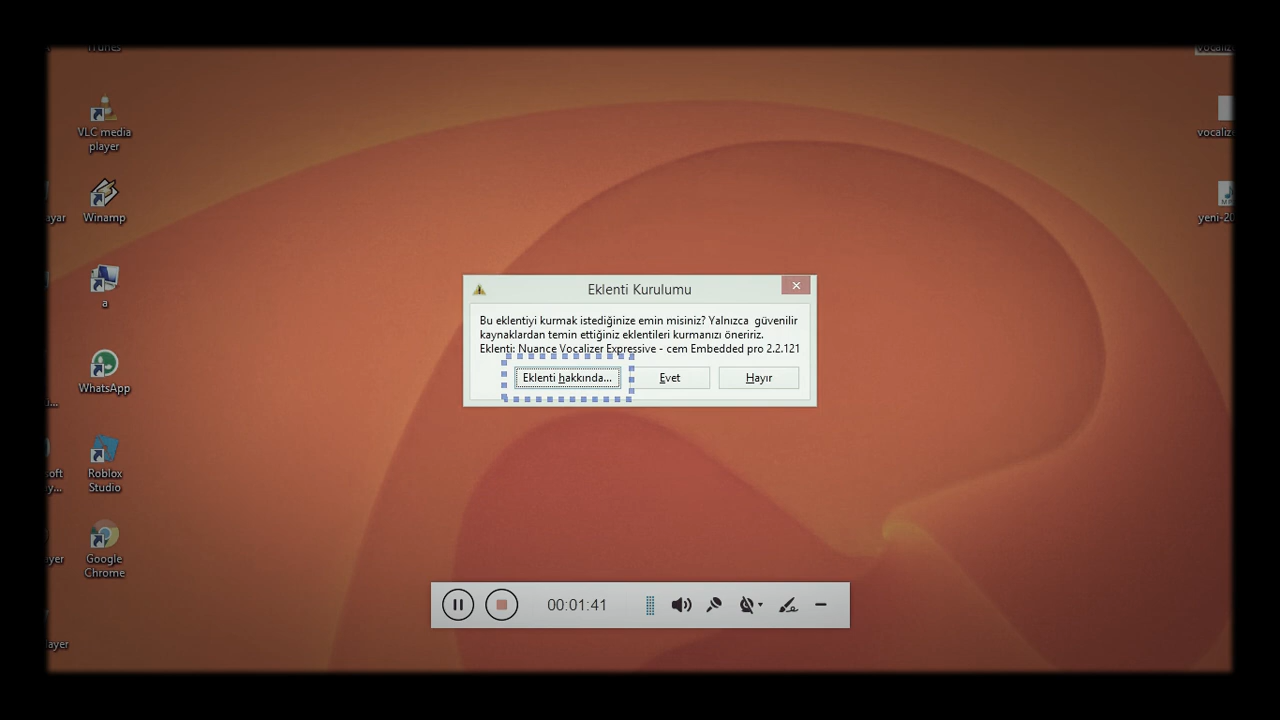 iTunes
VLC media
player
Winamp
a
WhatsApp
Roblox
Studio
Google
Chrome
Eklenti Kurulumu
Bu eklentiyi kurmak istediğinize emin misiniz? Yalnızca güvenilir
kaynaklardan temin ettiğiniz eklentileri kurmanızı öneririz.
Eklenti: Nuance Vocalizer Expressive - cem Embedded pro 2.2.121
Eklenti hakkında...
Evet
Hayır
00:01:41